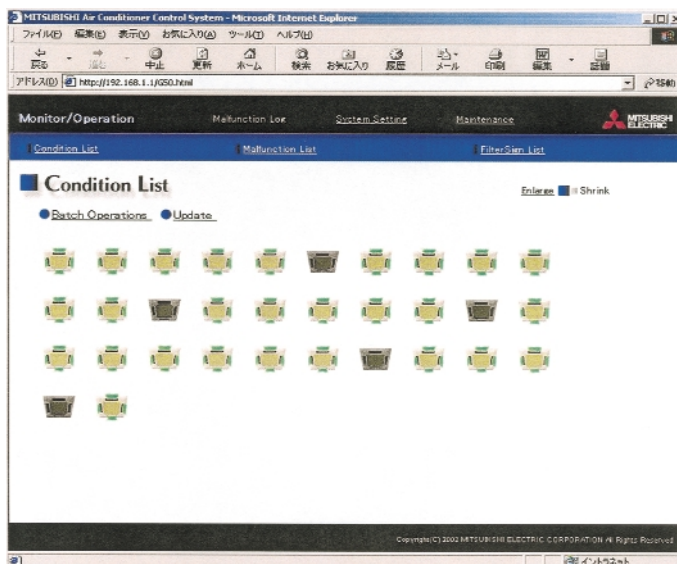 MITSUBISHI Air Conditioner Control System - Microsoft Internet Explorer
ファイル(F) 編集(E) 表示(V) お気に入り(A) ツール(T) ヘルプ(H)
戻る 進む 中止 更新 ホーム 検索 お気に入り 履歴 メール 印刷 編集
アドレス(D) http://192.168.1.1/G50.html 移動
Monitor/Operation Malfunction Log System Setting Maintenance MITSUBISHI ELECTRIC
Condition List Malfunction List FilterSign List
Condition List
Enlarge Shrink
Batch Operations Update
Copyright(C) 2002 MITSUBISHI ELECTRIC CORPORATION All Rights Reserved
イントラネット